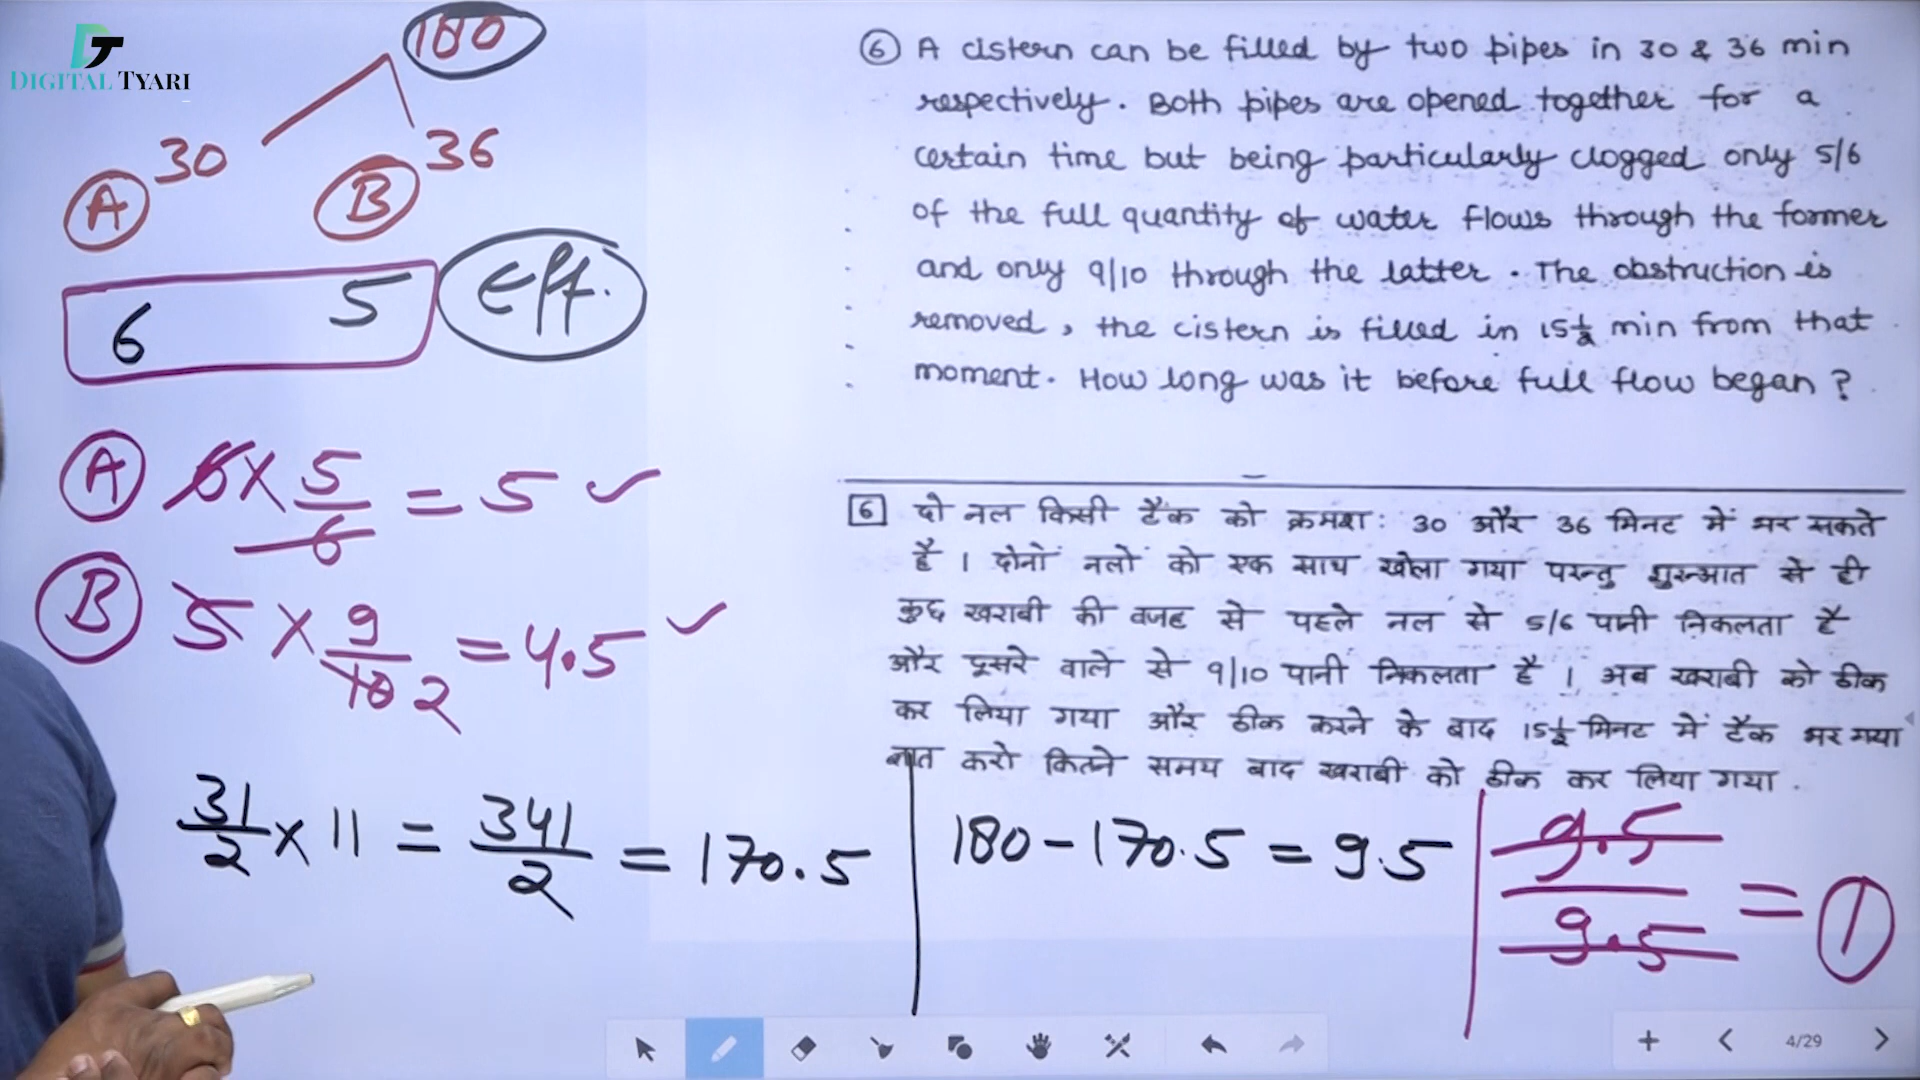 DIGITAL TYARI
180
A 30
B 36
6 5 eff.
A 6 × 5/6 = 5 ✓
B 5 × 9/10 2 = 4.5 ✓
31/2 × 11 = 341/2 = 170.5
180 - 170.5 = 9.5
9.5/9.5 = 1
6 A cistern can be filled by two pipes in 30 & 36 min
respectively. Both pipes are opened together for a
certain time but being particularly clogged only 5/6
of the full quantity of water flows through the former
and only 9/10 through the latter. The obstruction is
removed, the cistern is filled in 15½ min from that
moment. How long was it before full flow began?
6 दो नल किसी टैंक को क्रमशः 30 और 36 मिनट में भर सकते
है । दोनों नलों को एक साथ खोला गया परन्तु शुरूआत से ही
कुछ खराबी की वजह से पहले नल से 5/6 पानी निकलता है
और दूसरे वाले से 9/10 पानी निकलता है । अब खराबी को ठीक
कर लिया गया और ठीक करने के बाद 15½ मिनट में टैंक भर गया
ज्ञात करो कितने समय बाद खराबी को ठीक कर लिया गया .
4/29